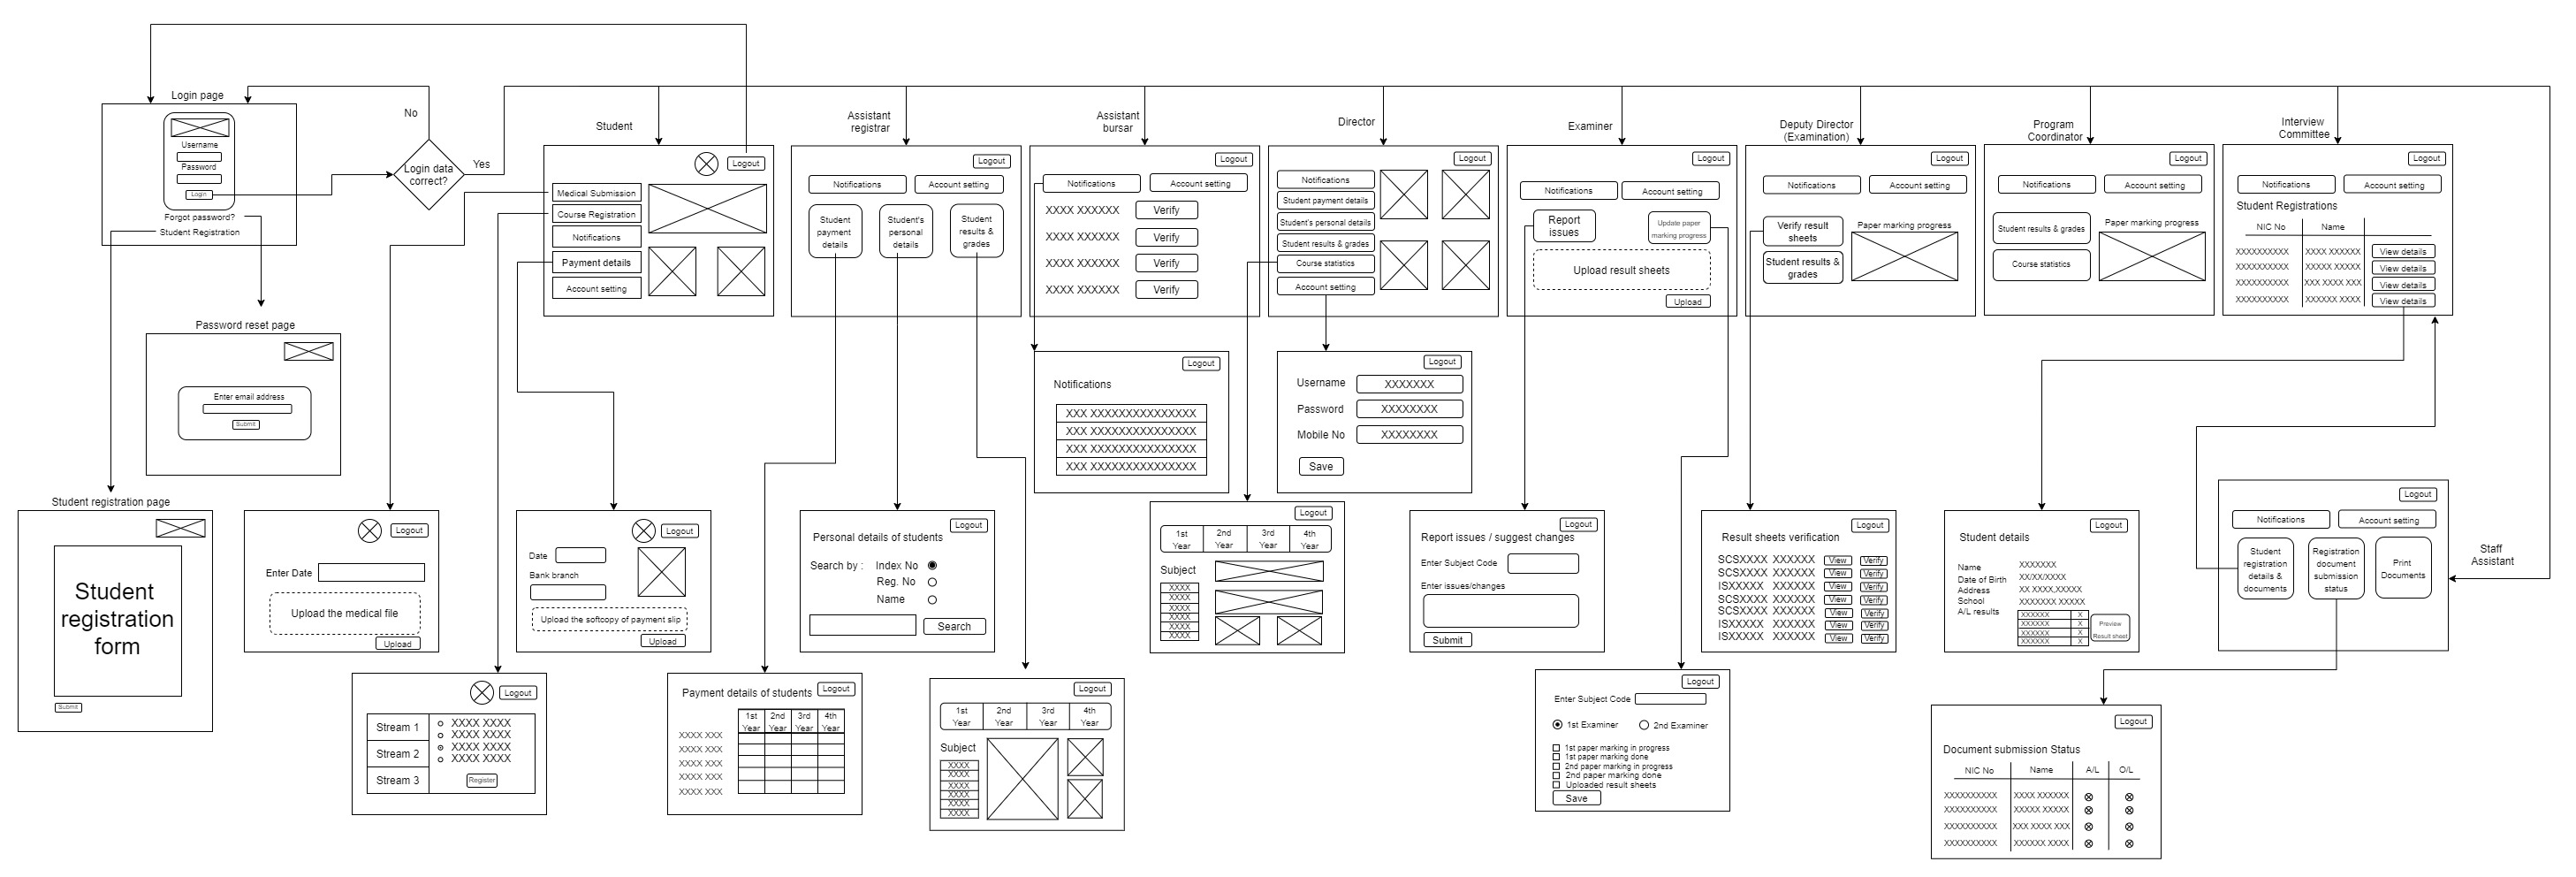 Login page
Username
Password
Login
Forgot password?
Student Registration
No
Login data
correct?
Yes
Password reset page
Enter email address
Submit
Student registration page
Student
registration
form
Submit
Student
Logout
Medical Submission
Course Registration
Notifications
Payment details
Account setting
Logout
Enter Date
Upload the medical file
Upload
Logout
Stream 1
Stream 2
Stream 3
XXXX XXXX
XXXX XXXX
XXXX XXXX
XXXX XXXX
Register
Logout
Date
Bank branch
Upload the softcopy of payment slip
Upload
Assistant
registrar
Logout
Notifications
Account setting
Student
payment
details
Student's
personal
details
Student
results &
grades
Logout
Personal details of students
Search by :
Index No
Reg. No
Name
Search
Payment details of students
Logout
1st
Year
2nd
Year
3rd
Year
4th
Year
XXXX XXX
XXXX XXX
XXXX XXX
XXXX XXX
XXXX XXX
Logout
1st
Year
2nd
Year
3rd
Year
4th
Year
Subject
XXXX
XXXX
XXXX
XXXX
XXXX
XXXX
Assistant
bursar
Logout
Notifications
Account setting
XXXX XXXXXX
Verify
XXXX XXXXXX
Verify
XXXX XXXXXX
Verify
XXXX XXXXXX
Verify
Logout
Notifications
XXX XXXXXXXXXXXXXXX
XXX XXXXXXXXXXXXXXX
XXX XXXXXXXXXXXXXXX
XXX XXXXXXXXXXXXXXX
Director
Logout
Notifications
Student payment details
Student's personal details
Student results & grades
Course statistics
Account setting
Logout
Username
XXXXXXX
Password
XXXXXXXX
Mobile No
XXXXXXXX
Save
Logout
1st
Year
2nd
Year
3rd
Year
4th
Year
Subject
XXXX
XXXX
XXXX
XXXX
XXXX
XXXX
Examiner
Logout
Notifications
Account setting
Report
issues
Update paper
marking progress
Upload result sheets
Upload
Logout
Report issues / suggest changes
Enter Subject Code
Enter issues/changes
Submit
Logout
Enter Subject Code
1st Examiner
2nd Examiner
1st paper marking in progress
1st paper marking done
2nd paper marking in progress
2nd paper marking done
Uploaded result sheets
Save
Deputy Director
(Examination)
Logout
Notifications
Account setting
Verify result
sheets
Student results &
grades
Paper marking progress
Logout
Result sheets verification
SCSXXXX XXXXXX View Verify
SCSXXXX XXXXXX View Verify
ISXXXXX XXXXXX View Verify
SCSXXXX XXXXXX View Verify
SCSXXXX XXXXXX View Verify
ISXXXXX XXXXXX View Verify
ISXXXXX XXXXXX View Verify
Program
Coordinator
Logout
Notifications
Account setting
Student results & grades
Course statistics
Paper marking progress
Interview
Committee
Logout
Notifications
Account setting
Student Registrations
NIC No
Name
XXXXXXXXXX XXXX XXXXXX View details
XXXXXXXXXX XXXXX XXXXX View details
XXXXXXXXXX XXX XXXX XXX View details
XXXXXXXXXX XXXXXX XXXX View details
Logout
Student details
Name
XXXXXXX
Date of Birth
XX/XX/XXXX
Address
XX XXXX,XXXXX
School
XXXXXXX XXXXX
A/L results
XXXXXX X
XXXXXX X
XXXXXX X
XXXXXX X
Preview
Result sheet
Staff
Assistant
Logout
Notifications
Account setting
Student
registration
details &
documents
Registration
document
submission
status
Print
Documents
Logout
Document submission Status
NIC No
Name
A/L
O/L
XXXXXXXXXX XXXX XXXXXX
XXXXXXXXXX XXXXX XXXXX
XXXXXXXXXX XXX XXXX XXX
XXXXXXXXXX XXXXXX XXXX